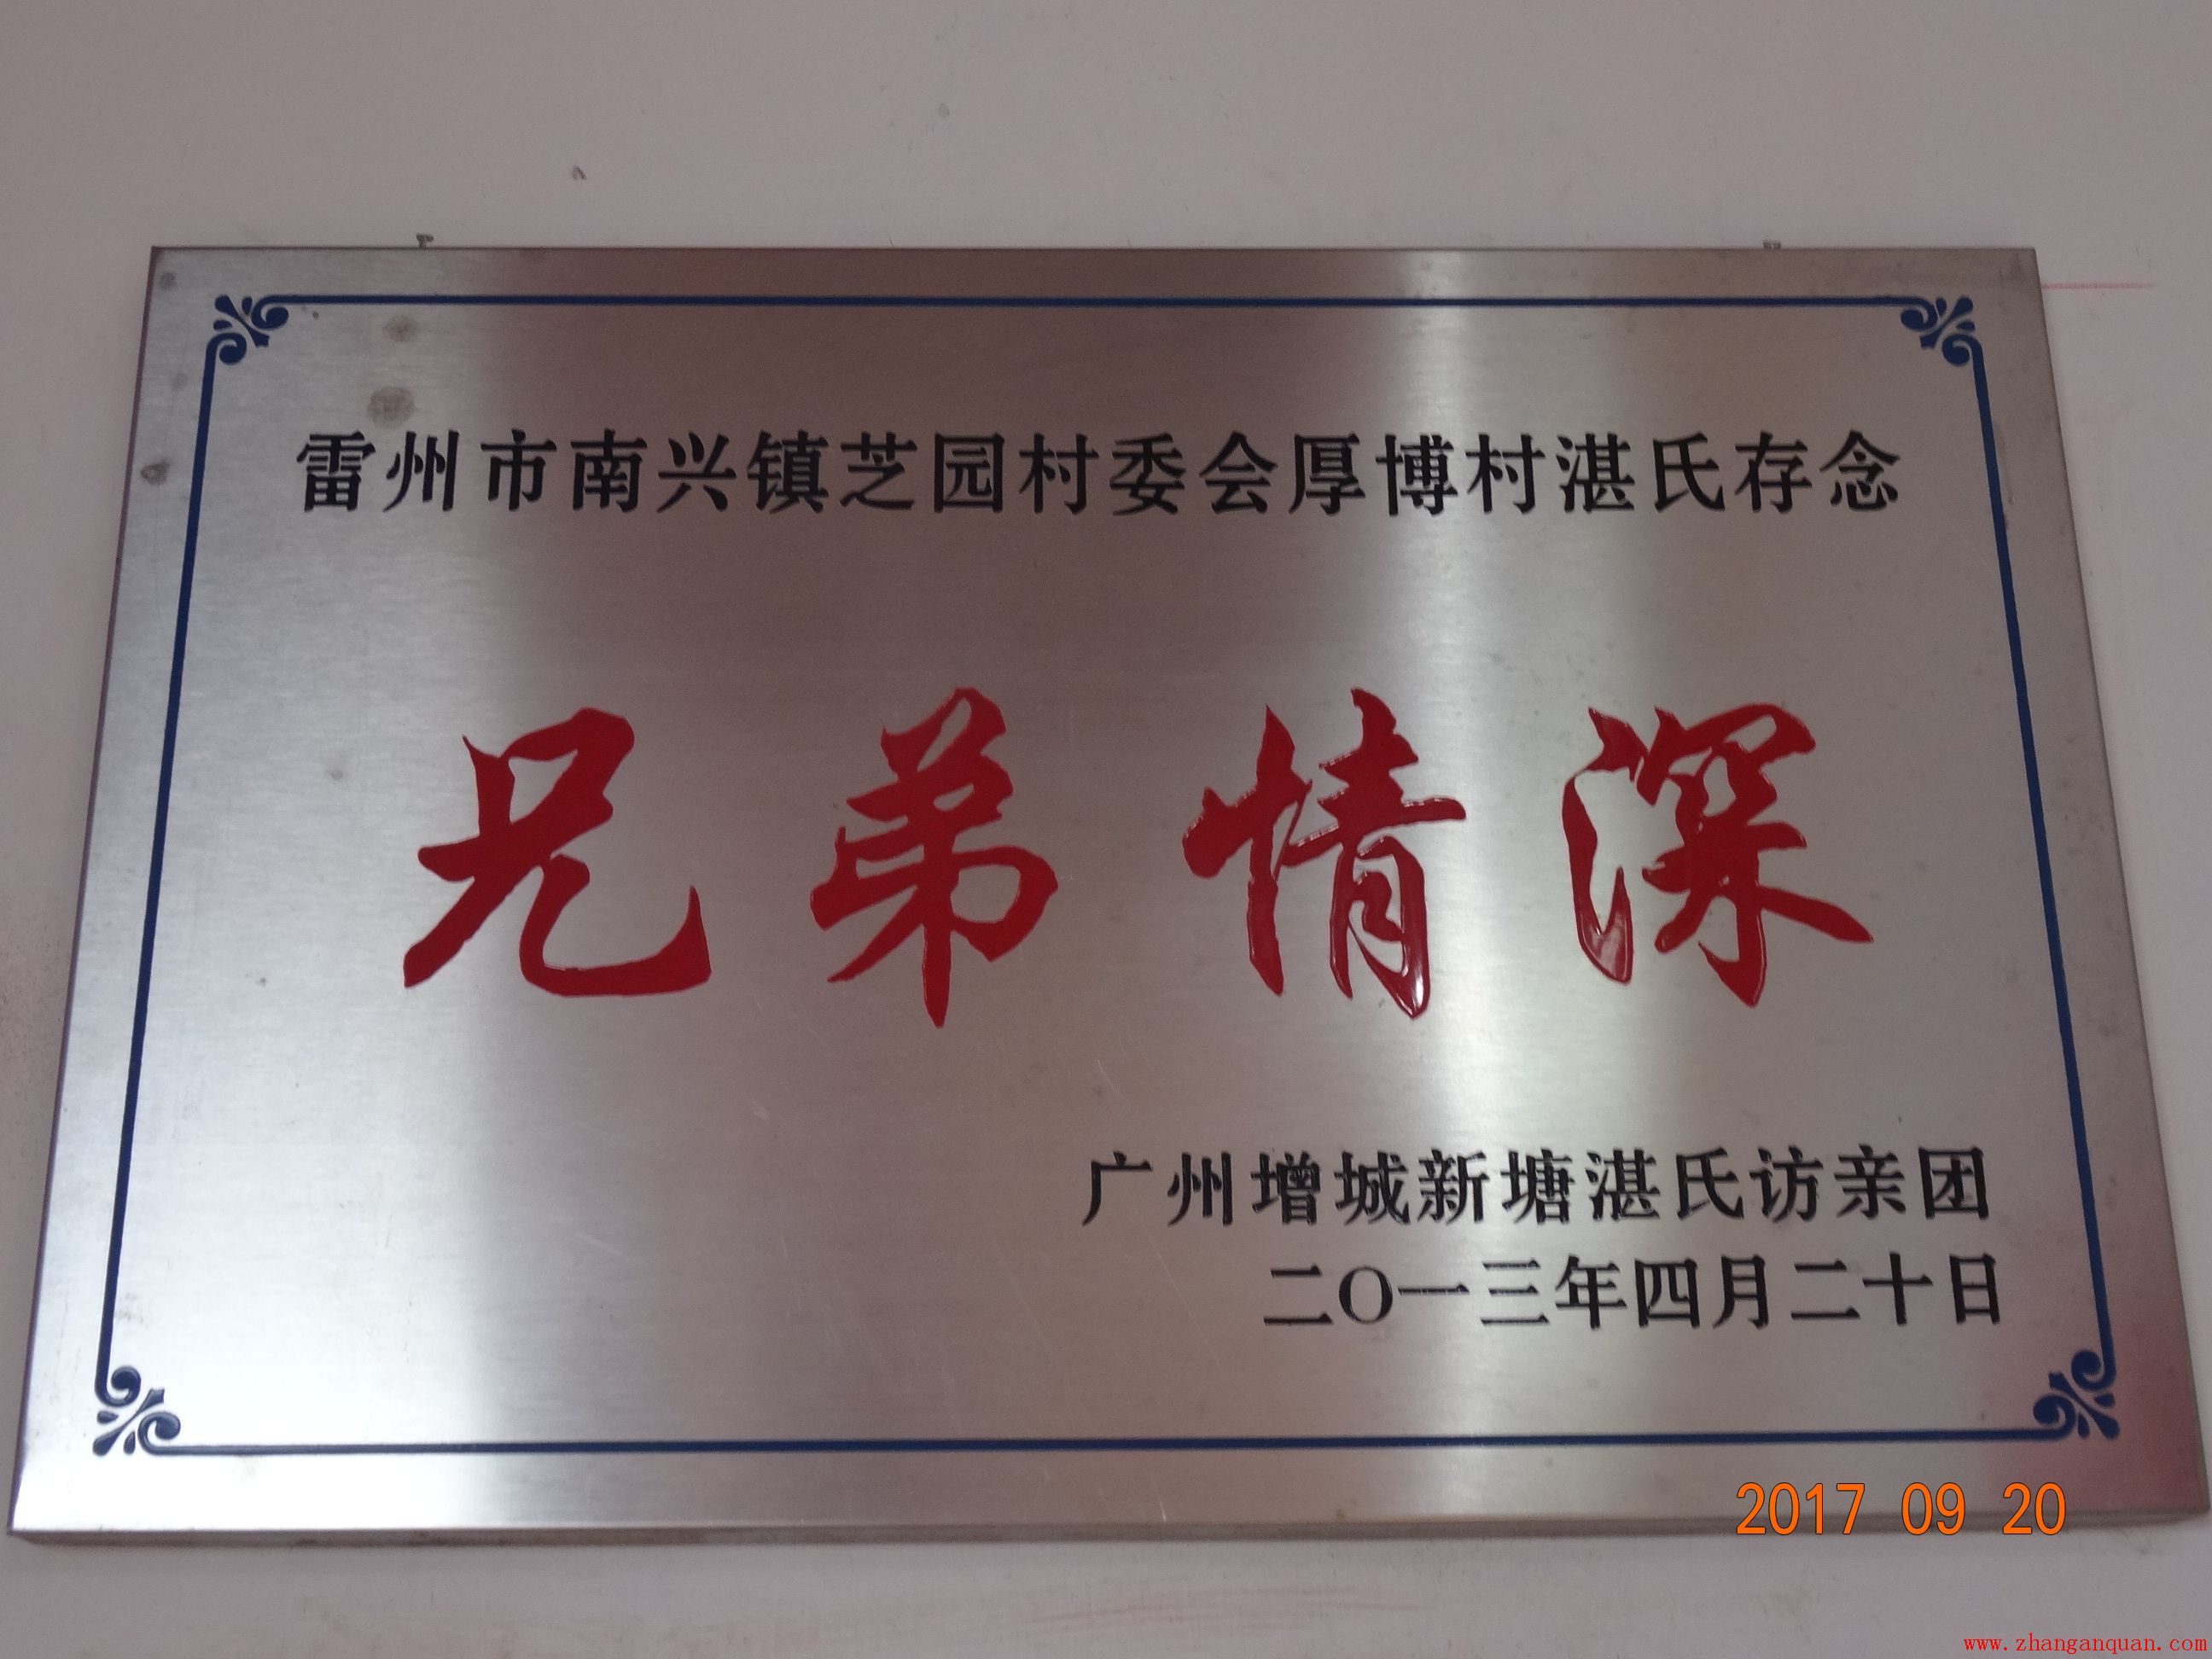 雷州市南兴镇芝园村委会厚博村湛氏存念
兄弟情深
广州增城新塘湛氏访亲团
二〇一三年四月二十日
2017 09 20
www.zhanganquan.com